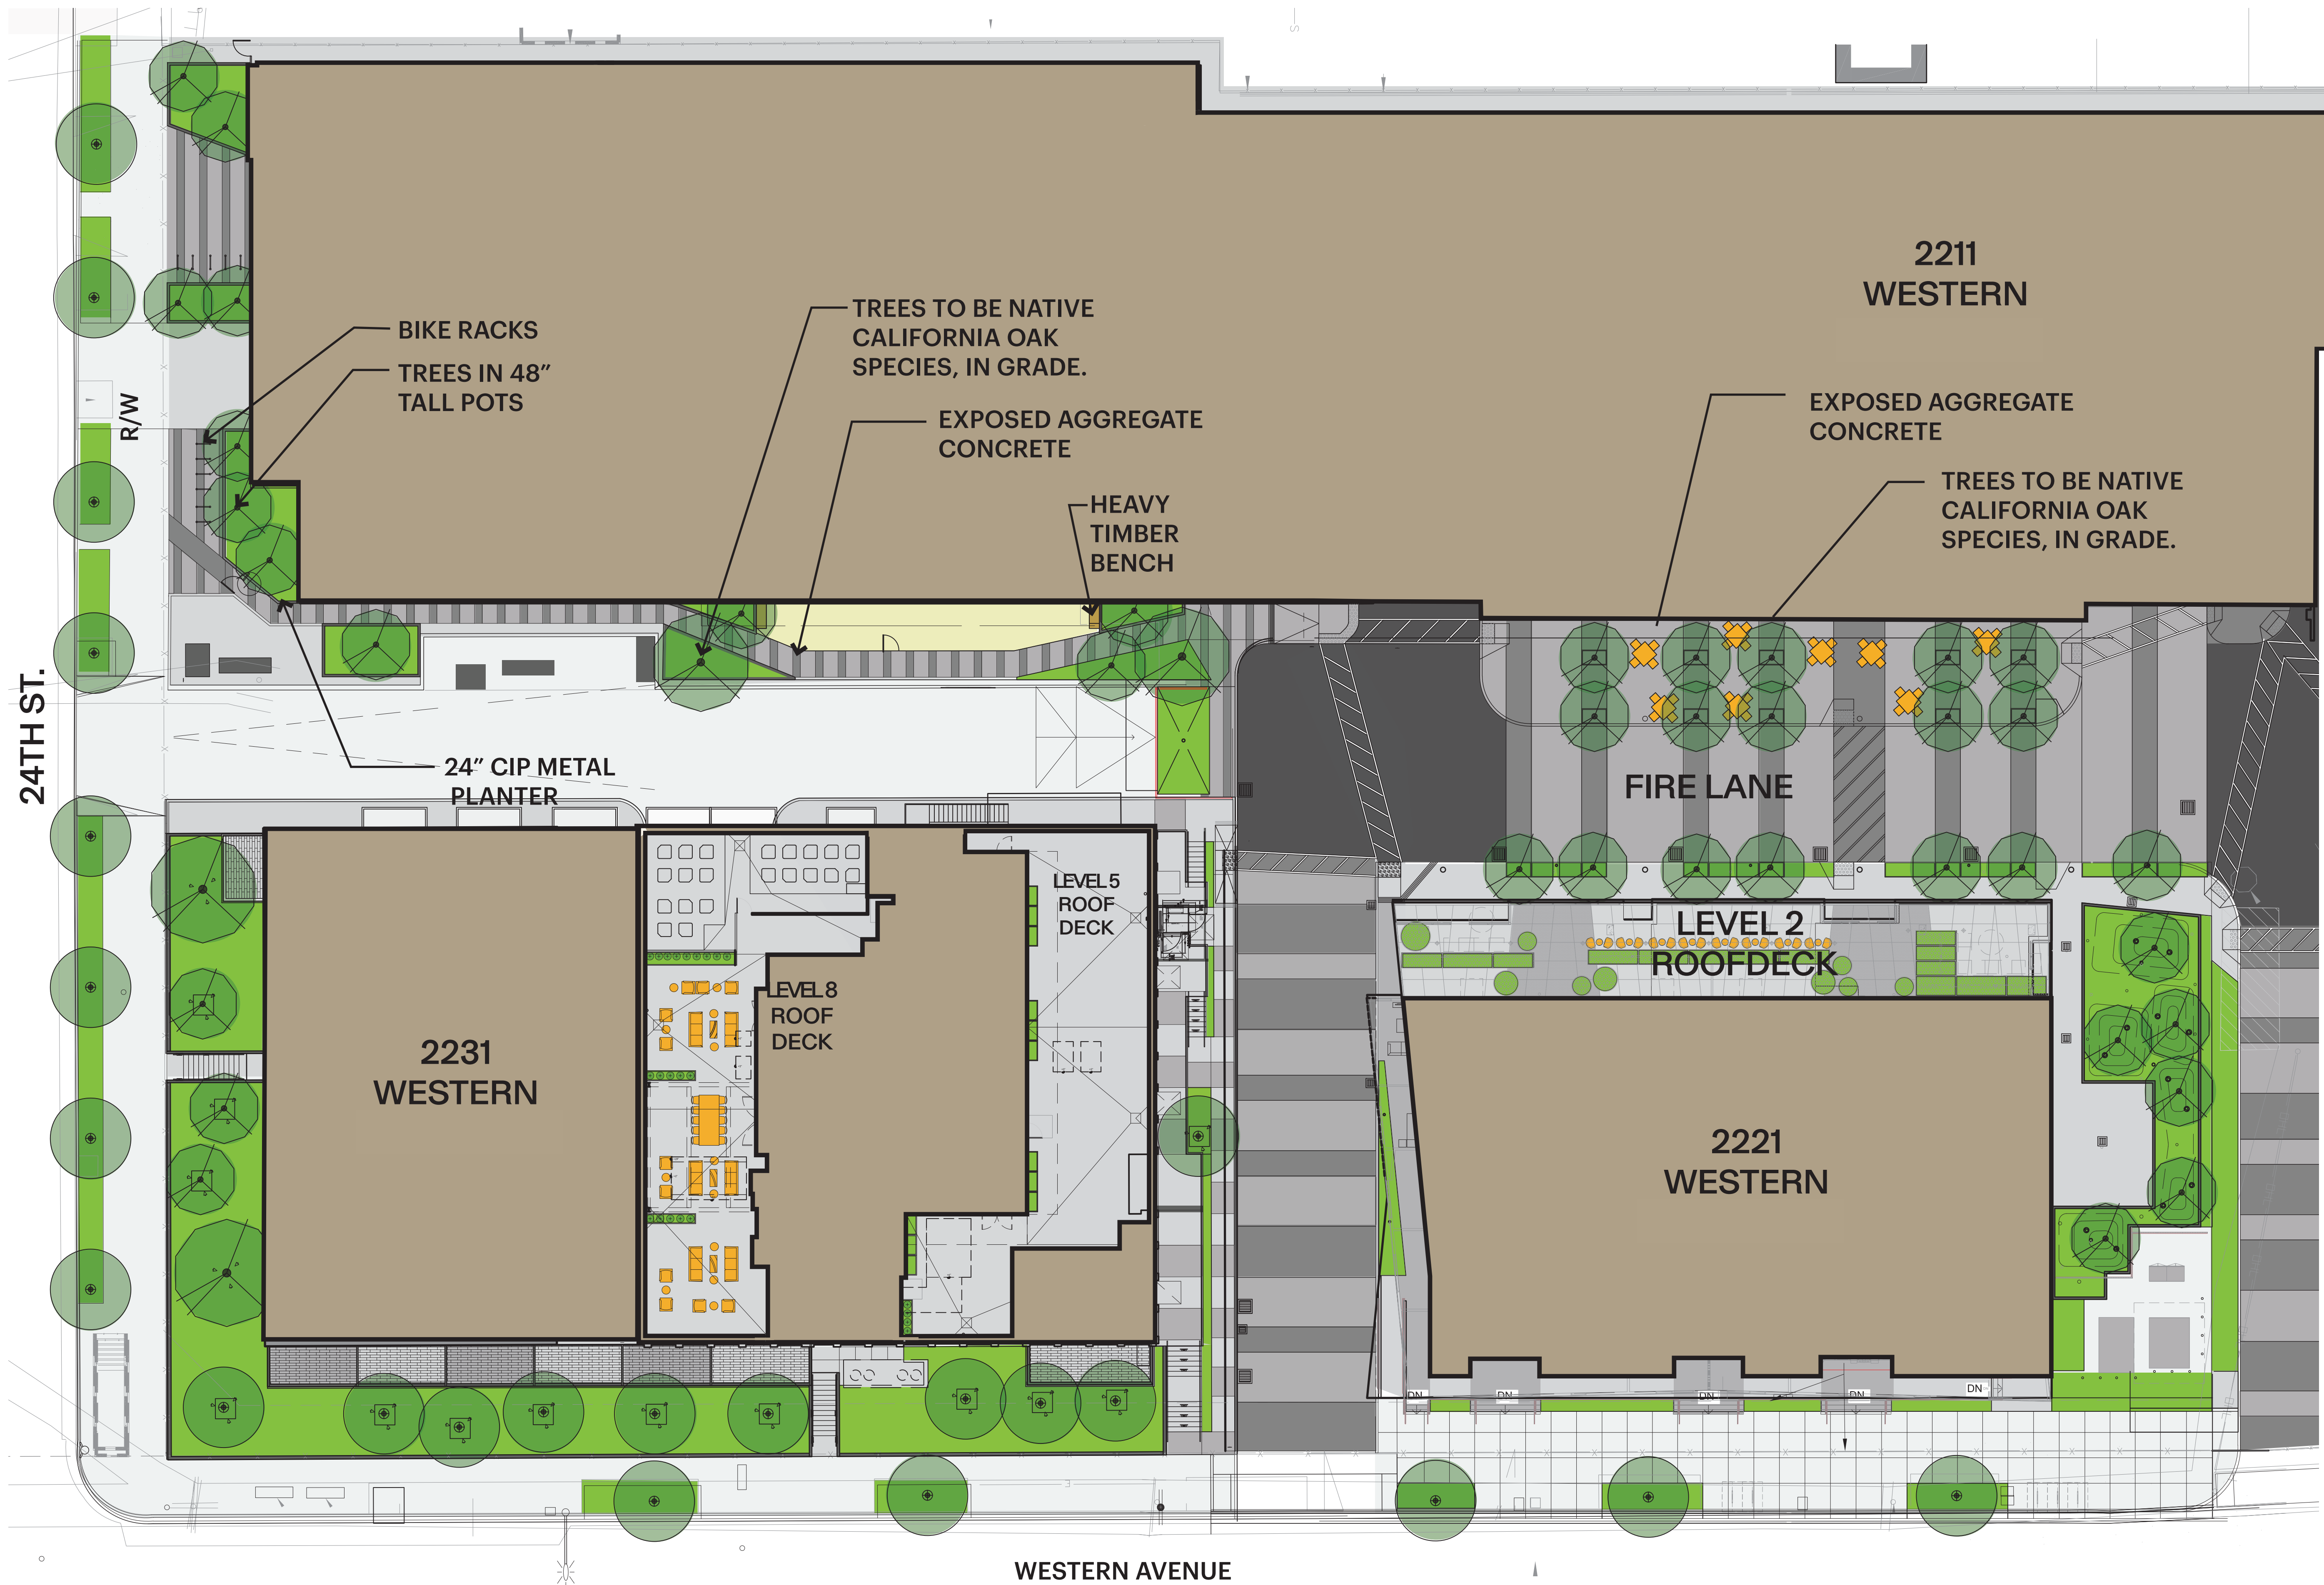 2211
WESTERN
BIKE RACKS
TREES IN 48”
TALL POTS
TREES TO BE NATIVE
CALIFORNIA OAK
SPECIES, IN GRADE.
EXPOSED AGGREGATE
CONCRETE
HEAVY
TIMBER
BENCH
EXPOSED AGGREGATE
CONCRETE
TREES TO BE NATIVE
CALIFORNIA OAK
SPECIES, IN GRADE.
R/W
24TH ST.
24” CIP METAL
PLANTER
FIRE LANE
LEVEL 5
ROOF
DECK
LEVEL 2
ROOFDECK
LEVEL 8
ROOF
DECK
2231
WESTERN
2221
WESTERN
DN
DN
DN
DN
DN
WESTERN AVENUE